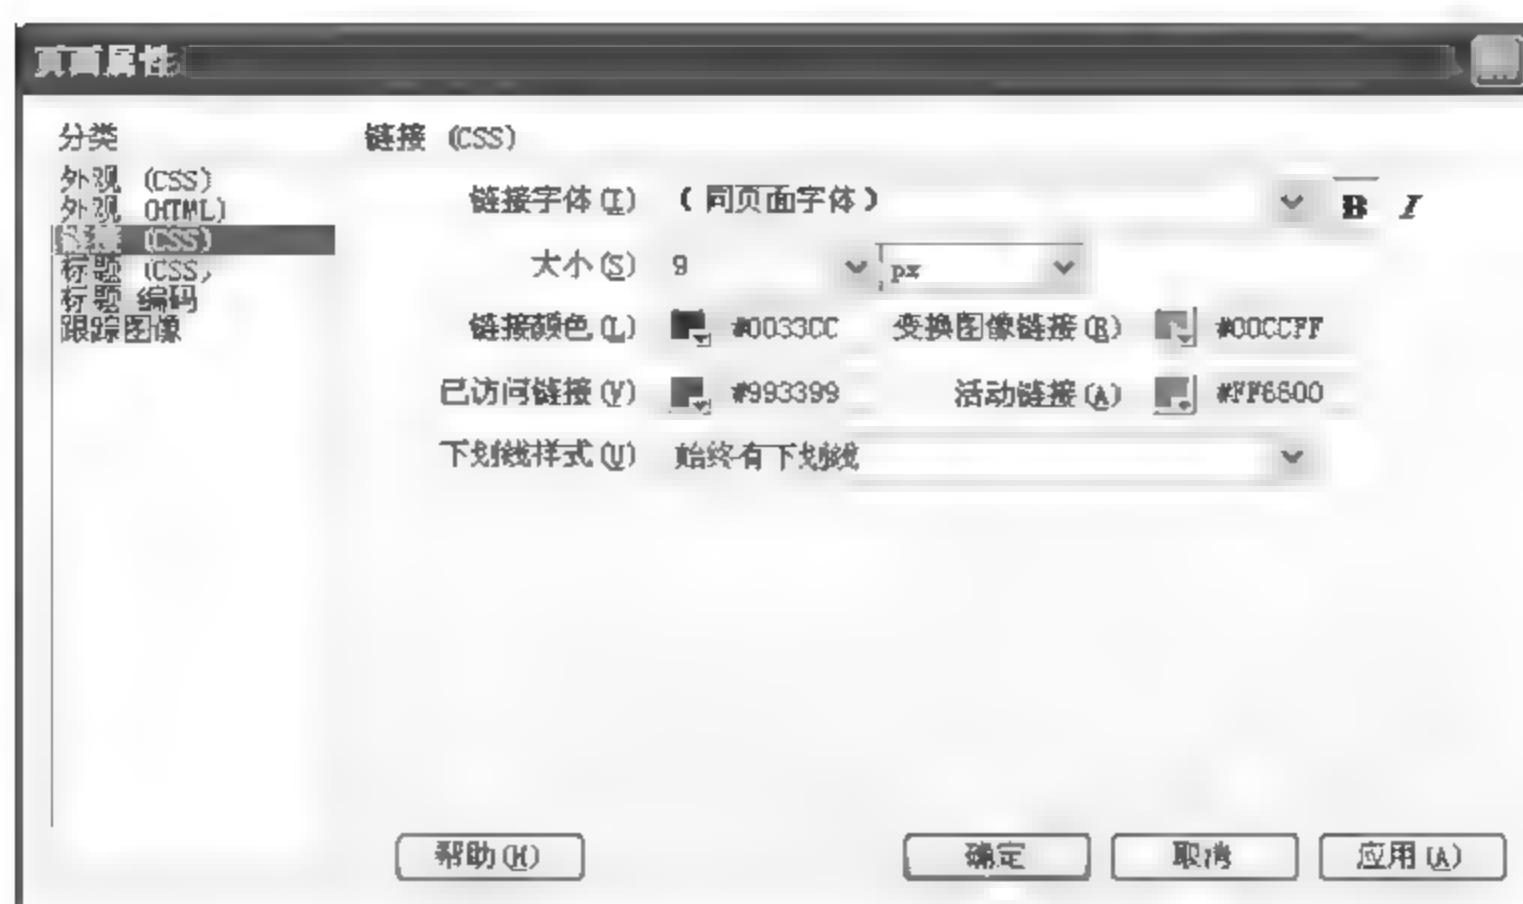 页面属性
分类
外观 (CSS)
外观 (HTML)
链接 (CSS)
标题 (CSS)
标题/编码
跟踪图像
链接 (CSS)
链接字体(I) (同页面字体) B I
大小(S) 9 px
链接颜色(L) #0033CC 变换图像链接(R) #00CCFF
已访问链接(V) #993399 活动链接(A) #FF6600
下划线样式(U) 始终有下划线
帮助(H) 确定 取消 应用(A)